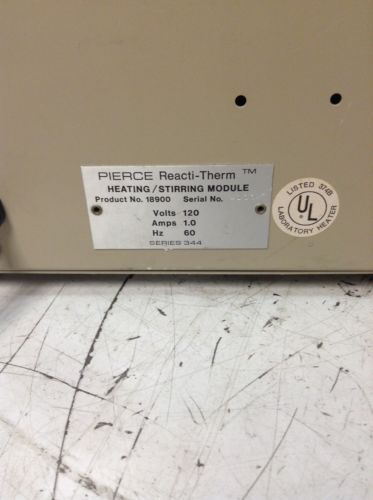 PIERCE Reacti-Therm TM
HEATING/STIRRING MODULE
Product No. 18900 Serial No.
Volts 120
Amps 1.0
Hz 60
SERIES 344
LISTED 374B
UL
LABORATORY HEATER